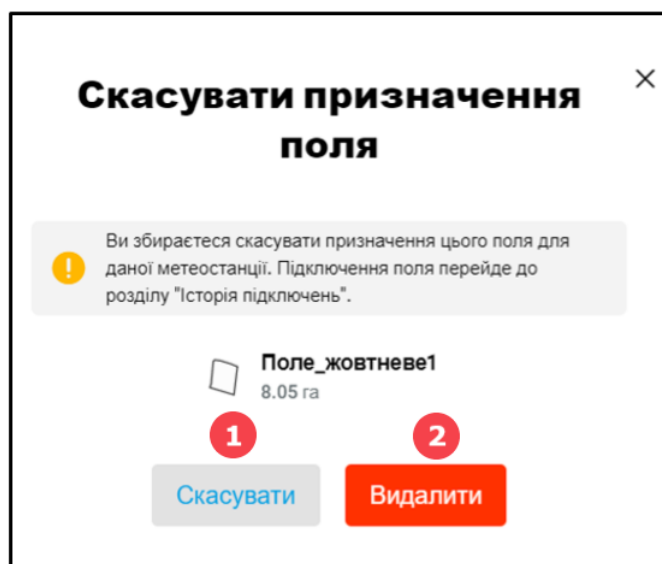 Скасувати призначення
поля
Ви збираєтеся скасувати призначення цього поля для
даної метеостанції. Підключення поля перейде до
розділу "Історія підключень".
Поле_жовтневе1
8.05 га
1 2
Скасувати Видалити